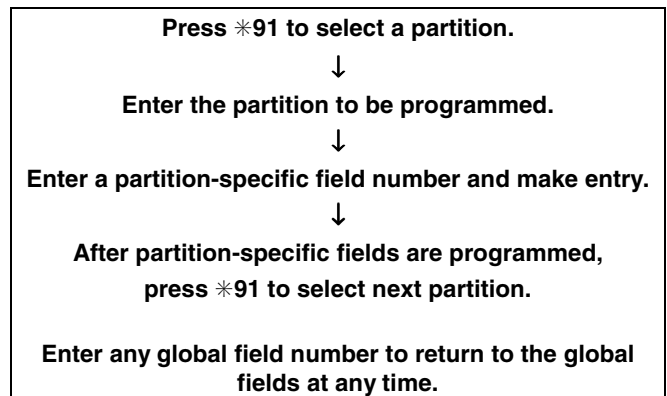 Press ✳91 to select a partition.
↓
Enter the partition to be programmed.
↓
Enter a partition-specific field number and make entry.
↓
After partition-specific fields are programmed,
press ✳91 to select next partition.
Enter any global field number to return to the global
fields at any time.